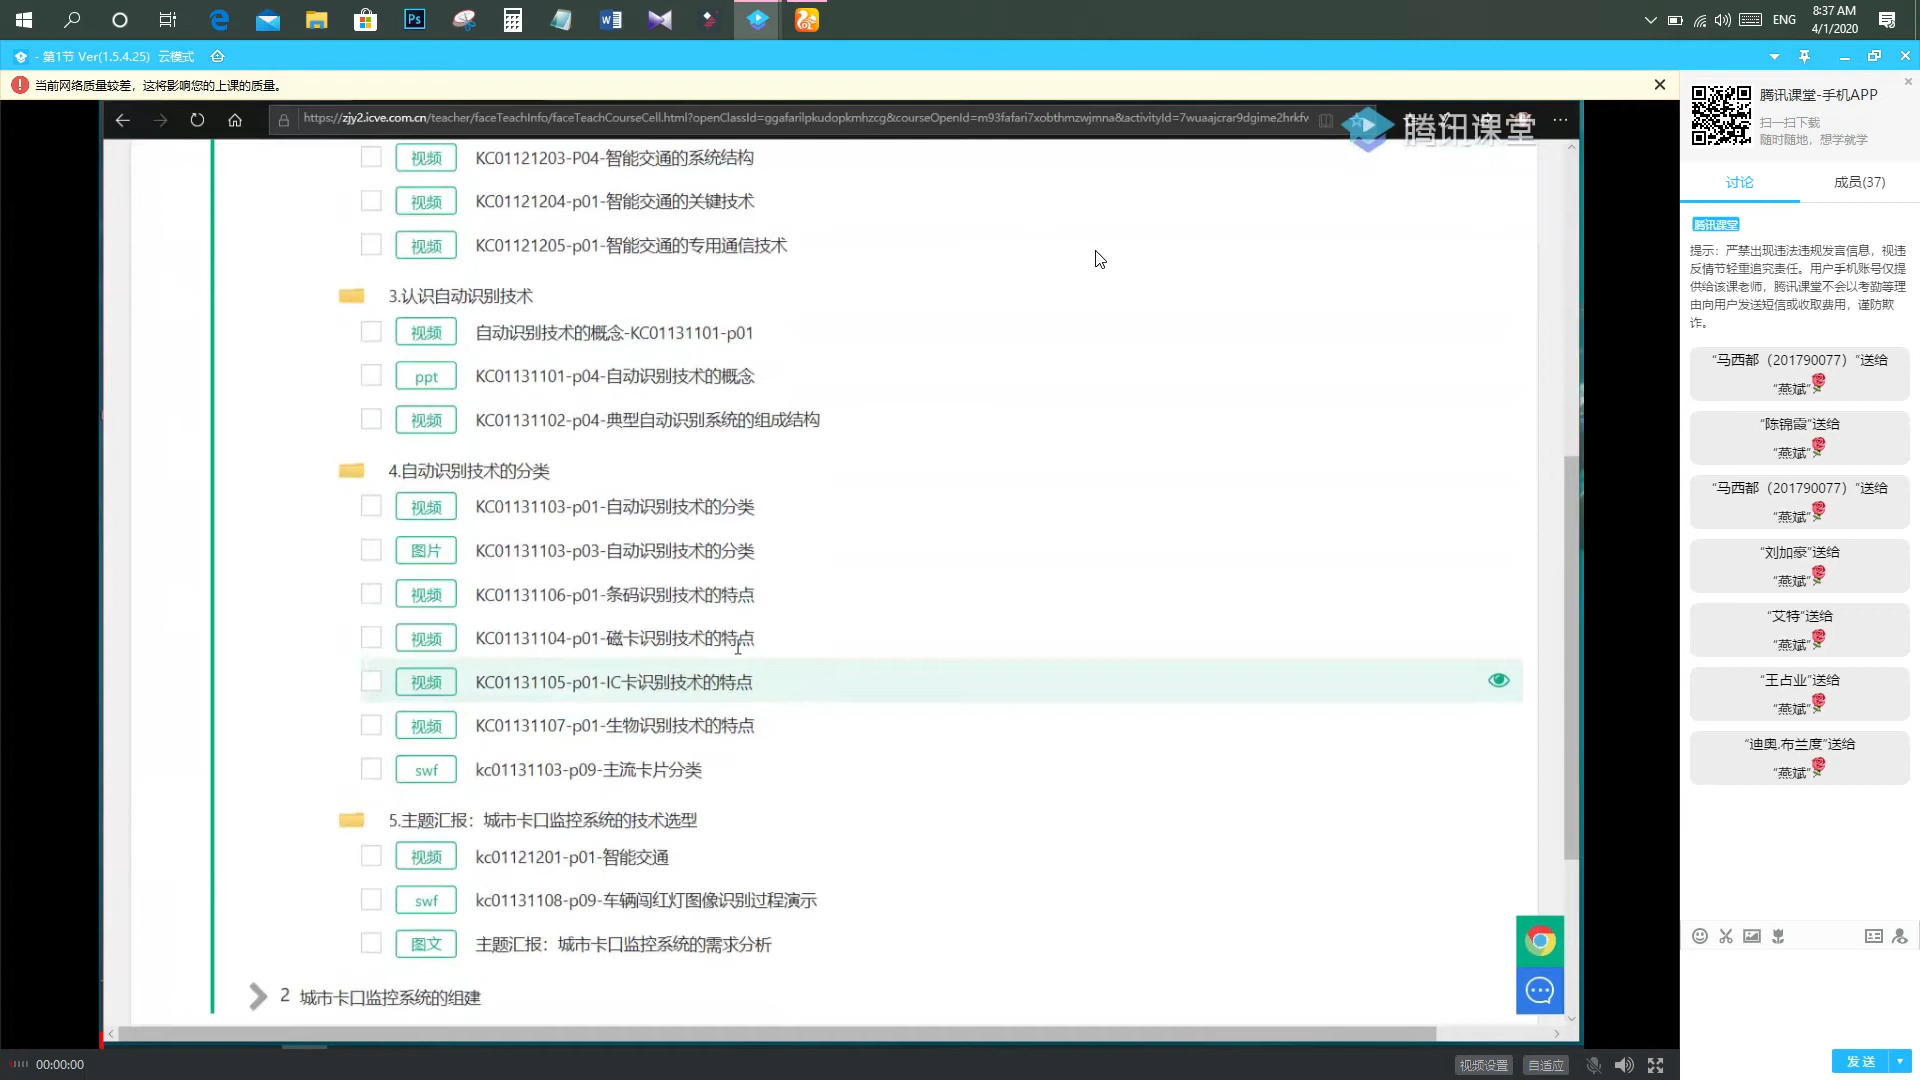 ENG
8:37 AM
4/1/2020
- 第1节 Ver(1.5.4.25) 云模式
当前网络质量较差，这将影响您的上课的质量。
https://zjy2.icve.com.cn/teacher/faceTeachInfo/faceTeachCourseCell.html?openClassId=ggafarilpkudopkmhzcg&courseOpenId=m93fafari7xobthmzwjmna&activityId=7wuaajcrar9dgime2hrkfv
腾讯课堂
视频 KC01121203-P04-智能交通的系统结构
视频 KC01121204-p01-智能交通的关键技术
视频 KC01121205-p01-智能交通的专用通信技术
3.认识自动识别技术
视频 自动识别技术的概念-KC01131101-p01
ppt KC01131101-p04-自动识别技术的概念
视频 KC01131102-p04-典型自动识别系统的组成结构
4.自动识别技术的分类
视频 KC01131103-p01-自动识别技术的分类
图片 KC01131103-p03-自动识别技术的分类
视频 KC01131106-p01-条码识别技术的特点
视频 KC01131104-p01-磁卡识别技术的特点
视频 KC01131105-p01-IC卡识别技术的特点
视频 KC01131107-p01-生物识别技术的特点
swf kc01131103-p09-主流卡片分类
5.主题汇报：城市卡口监控系统的技术选型
视频 kc01121201-p01-智能交通
swf kc01131108-p09-车辆闯红灯图像识别过程演示
图文 主题汇报：城市卡口监控系统的需求分析
2 城市卡口监控系统的组建
00:00:00
视频设置 自适应
腾讯课堂-手机APP
扫一扫下载
随时随地，想学就学
讨论 成员(37)
腾讯课堂
提示：严禁出现违法违规发言信息，视违
反情节轻重追究责任。用户手机账号仅提
供给该课老师，腾讯课堂不会以考勤等理
由向用户发送短信或收取费用，谨防欺
诈。
“马西都（201790077）”送给
“燕斌”
“陈锦霞”送给
“燕斌”
“马西都（201790077）”送给
“燕斌”
“刘加豪”送给
“燕斌”
“艾特”送给
“燕斌”
“王占业”送给
“燕斌”
“迪奥.布兰度”送给
“燕斌”
发送